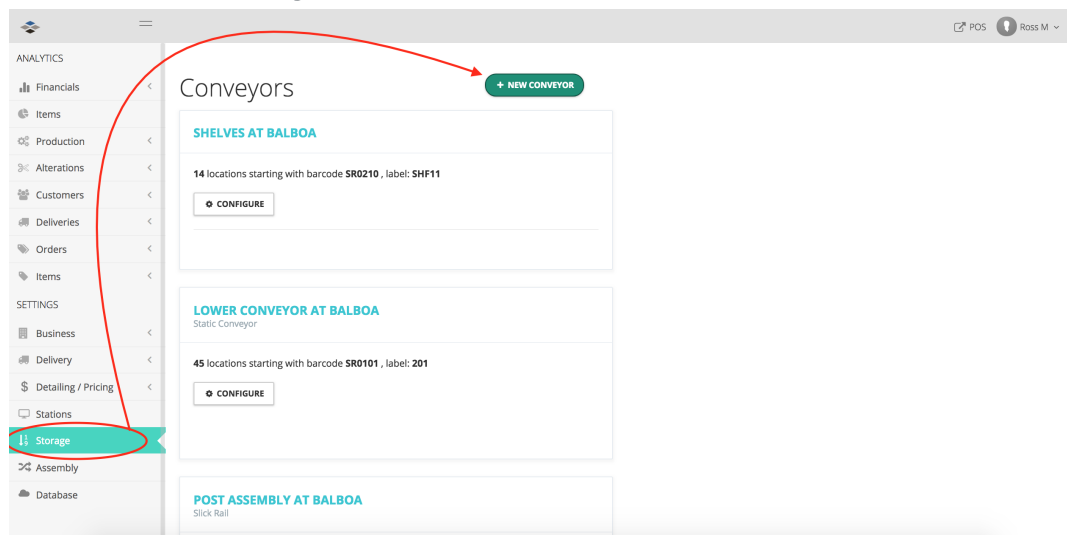 POS Ross M
ANALYTICS
Financials
Items
Production
Alterations
Customers
Deliveries
Orders
Items
SETTINGS
Business
Delivery
Detailing / Pricing
Stations
Storage
Assembly
Database
Conveyors
+ NEW CONVEYOR
SHELVES AT BALBOA
14 locations starting with barcode SR0210 , label: SHF11
CONFIGURE
LOWER CONVEYOR AT BALBOA
Static Conveyor
45 locations starting with barcode SR0101 , label: 201
CONFIGURE
POST ASSEMBLY AT BALBOA
Slick Rail